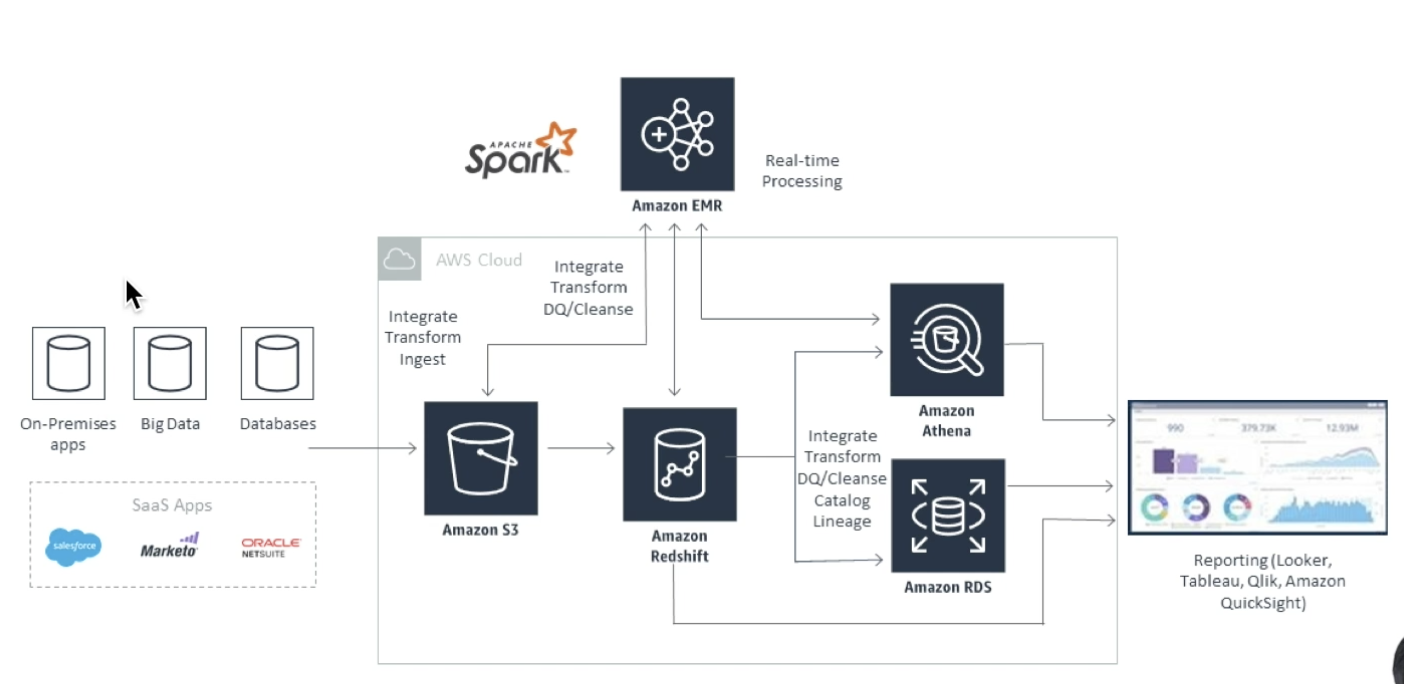 APACHE
Spark
Amazon EMR
Real-time
Processing
AWS Cloud
Integrate
Transform
DQ/Cleanse
Integrate
Transform
Ingest
On-Premises
apps
Big Data
Databases
SaaS Apps
salesforce
Marketo
ORACLE
NETSUITE
Amazon S3
Amazon
Redshift
Integrate
Transform
DQ/Cleanse
Catalog
Lineage
Amazon
Athena
Amazon RDS
990
379.73K
12.93M
Reporting (Looker,
Tableau, Qlik, Amazon
QuickSight)